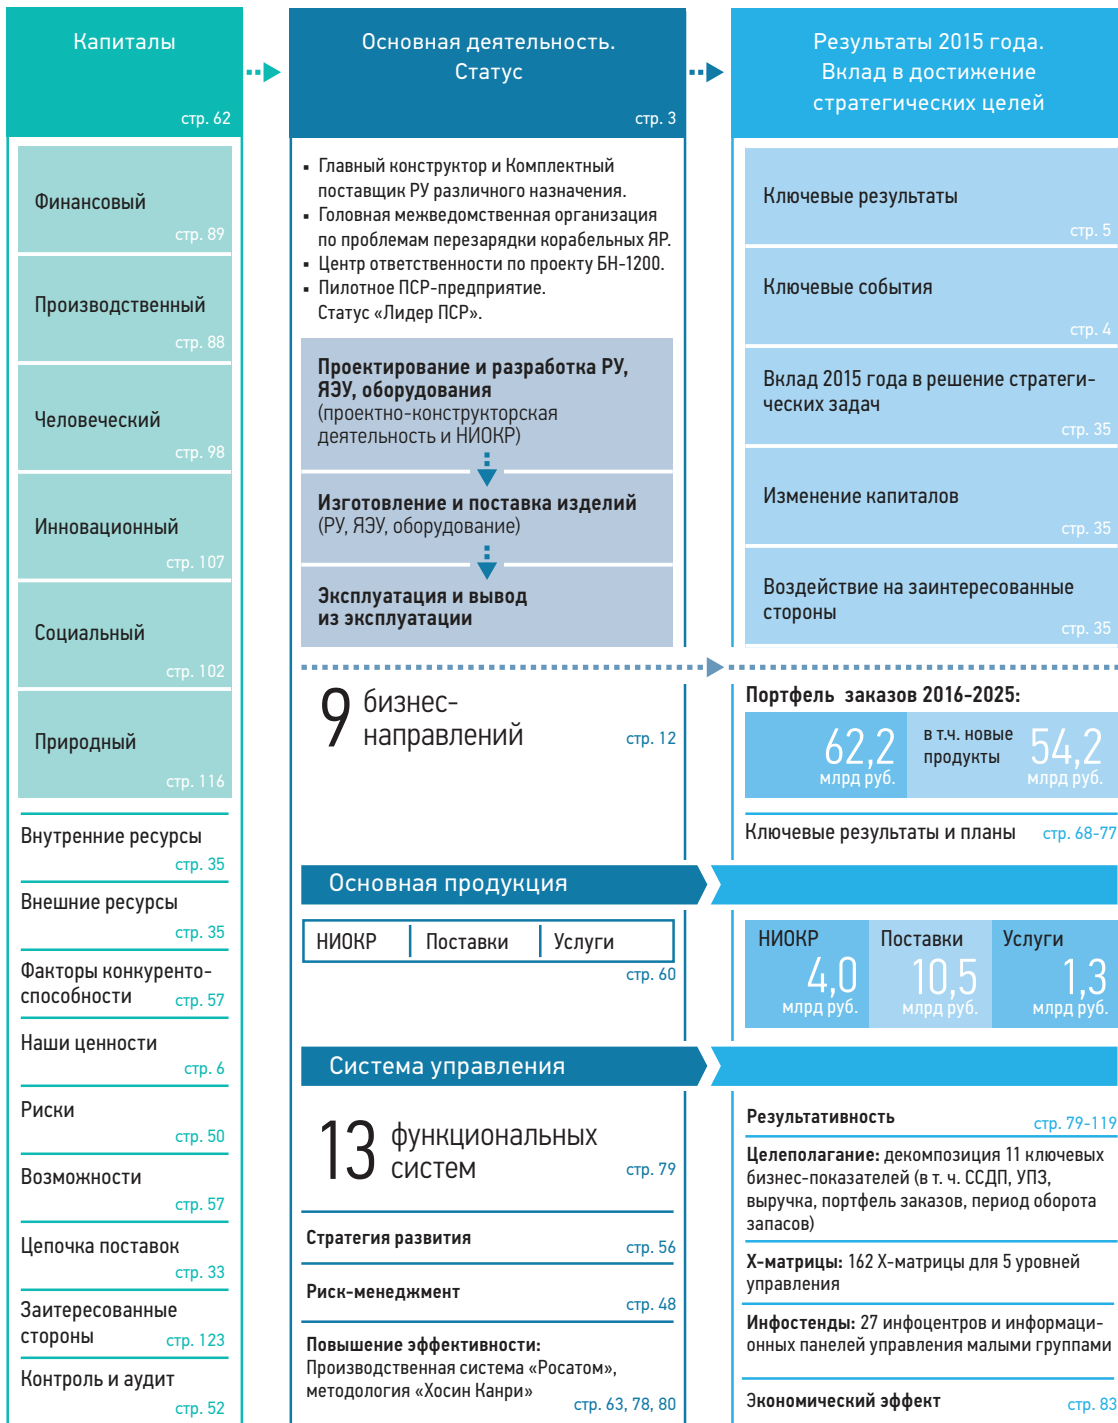 Капиталы
стр. 62
Финансовый
стр. 89
Производственный
стр. 88
Человеческий
стр. 98
Инновационный
стр. 107
Социальный
стр. 102
Природный
стр. 116
Внутренние ресурсы
стр. 35
Внешние ресурсы
стр. 35
Факторы конкуренто-
способности стр. 57
Наши ценности
стр. 6
Риски
стр. 50
Возможности
стр. 57
Цепочка поставок
стр. 33
Заитересованные
стороны стр. 123
Контроль и аудит
стр. 52
Основная деятельность.
Статус
стр. 3
▪ Главный конструктор и Комплектный
поставщик РУ различного назначения.
▪ Головная межведомственная организация
по проблемам перезарядки корабельных ЯР.
▪ Центр ответственности по проекту БН-1200.
▪ Пилотное ПСР-предприятие.
Статус «Лидер ПСР».
Проектирование и разработка РУ,
ЯЭУ, оборудования
(проектно-конструкторская
деятельность и НИОКР)
Изготовление и поставка изделий
(РУ, ЯЭУ, оборудование)
Эксплуатация и вывод
из эксплуатации
9 бизнес-
направлений стр. 12
Основная продукция
НИОКР Поставки Услуги
стр. 60
Система управления
13 функциональных
систем стр. 79
Стратегия развития
стр. 56
Риск-менеджмент
стр. 48
Повышение эффективности:
Производственная система «Росатом»,
методология «Хосин Канри»
стр. 63, 78, 80
Результаты 2015 года.
Вклад в достижение
стратегических целей
Ключевые результаты
стр. 5
Ключевые события
стр. 4
Вклад 2015 года в решение стратеги-
ческих задач
стр. 35
Изменение капиталов
стр. 35
Воздействие на заинтересованные
стороны
стр. 35
Портфель заказов 2016-2025:
62,2
млрд руб.
в т.ч. новые
продукты
54,2
млрд руб.
Ключевые результаты и планы стр. 68-77
НИОКР
4,0
млрд руб.
Поставки
10,5
млрд руб.
Услуги
1,3
млрд руб.
Результативность стр. 79-119
Целеполагание: декомпозиция 11 ключевых
бизнес-показателей (в т. ч. ССДП, УПЗ,
выручка, портфель заказов, период оборота
запасов)
Х-матрицы: 162 Х-матрицы для 5 уровней
управления
Инфостенды: 27 инфоцентров и информаци-
онных панелей управления малыми группами
Экономический эффект стр. 83